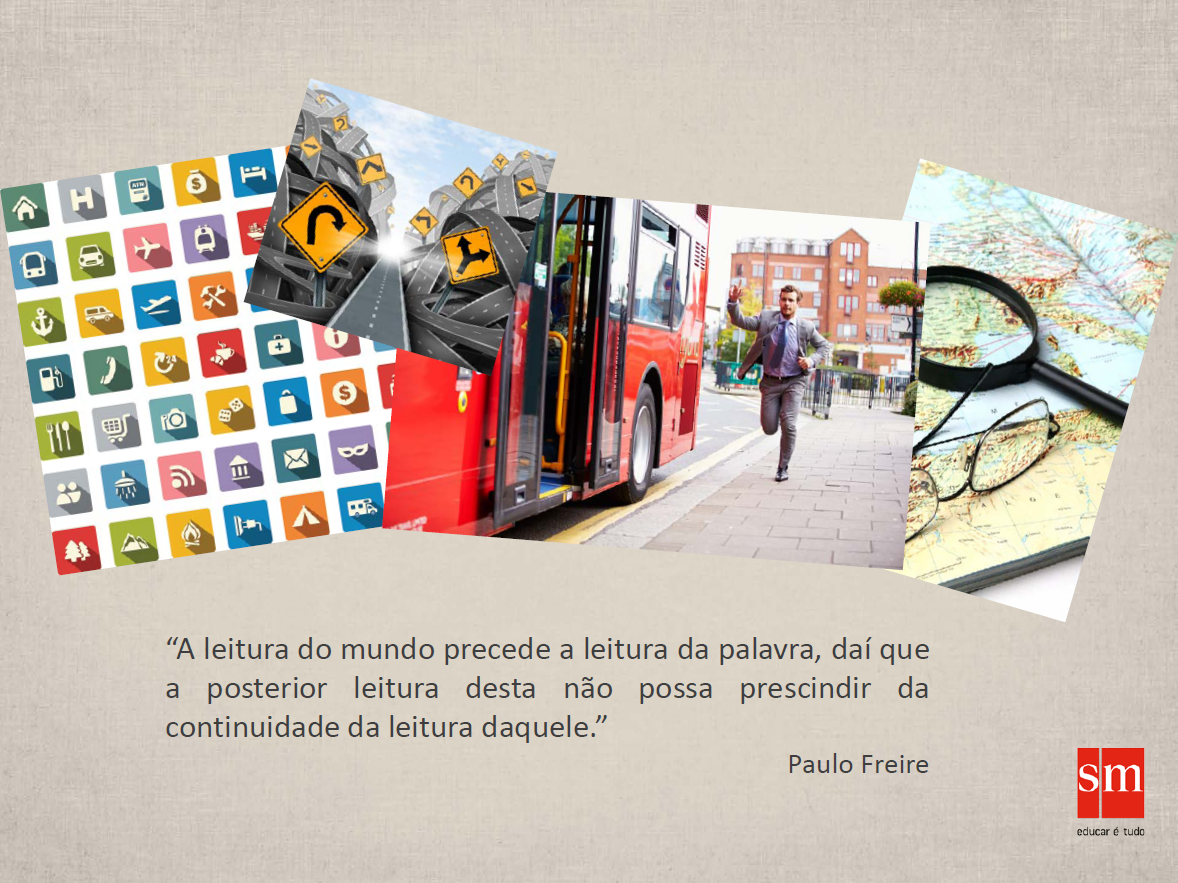 H
ATM
“A leitura do mundo precede a leitura da palavra, daí que
a posterior leitura desta não possa prescindir da
continuidade da leitura daquele.”
Paulo Freire
sm
educar é tudo